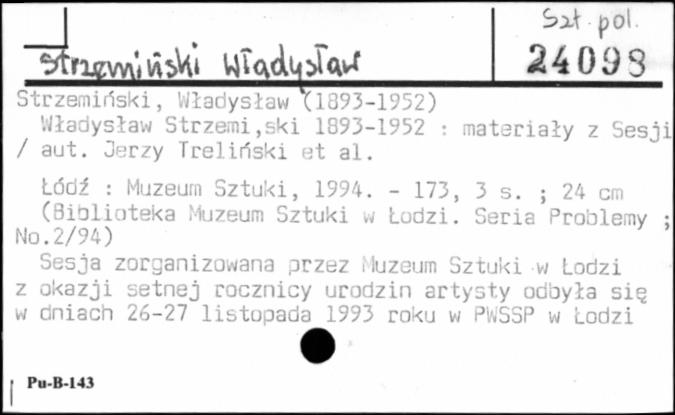 Szt. pol.
Strzemiński Władysław
24098
Strzemiński, Władysław (1893-1952)
Władysław Strzemi,ski 1893-1952 : materiały z Sesji
/ aut. Jerzy Treliński et al.
Łódź : Muzeum Sztuki, 1994. - 173, 3 s. ; 24 cm
(Biblioteka Muzeum Sztuki w Łodzi. Seria Problemy ;
No.2/94)
Sesja zorganizowana przez Muzeum Sztuki w Łodzi
z okazji setnej rocznicy urodzin artysty odbyła się
w dniach 26-27 listopada 1993 roku w PWSSP w Łodzi
Pu-B-143